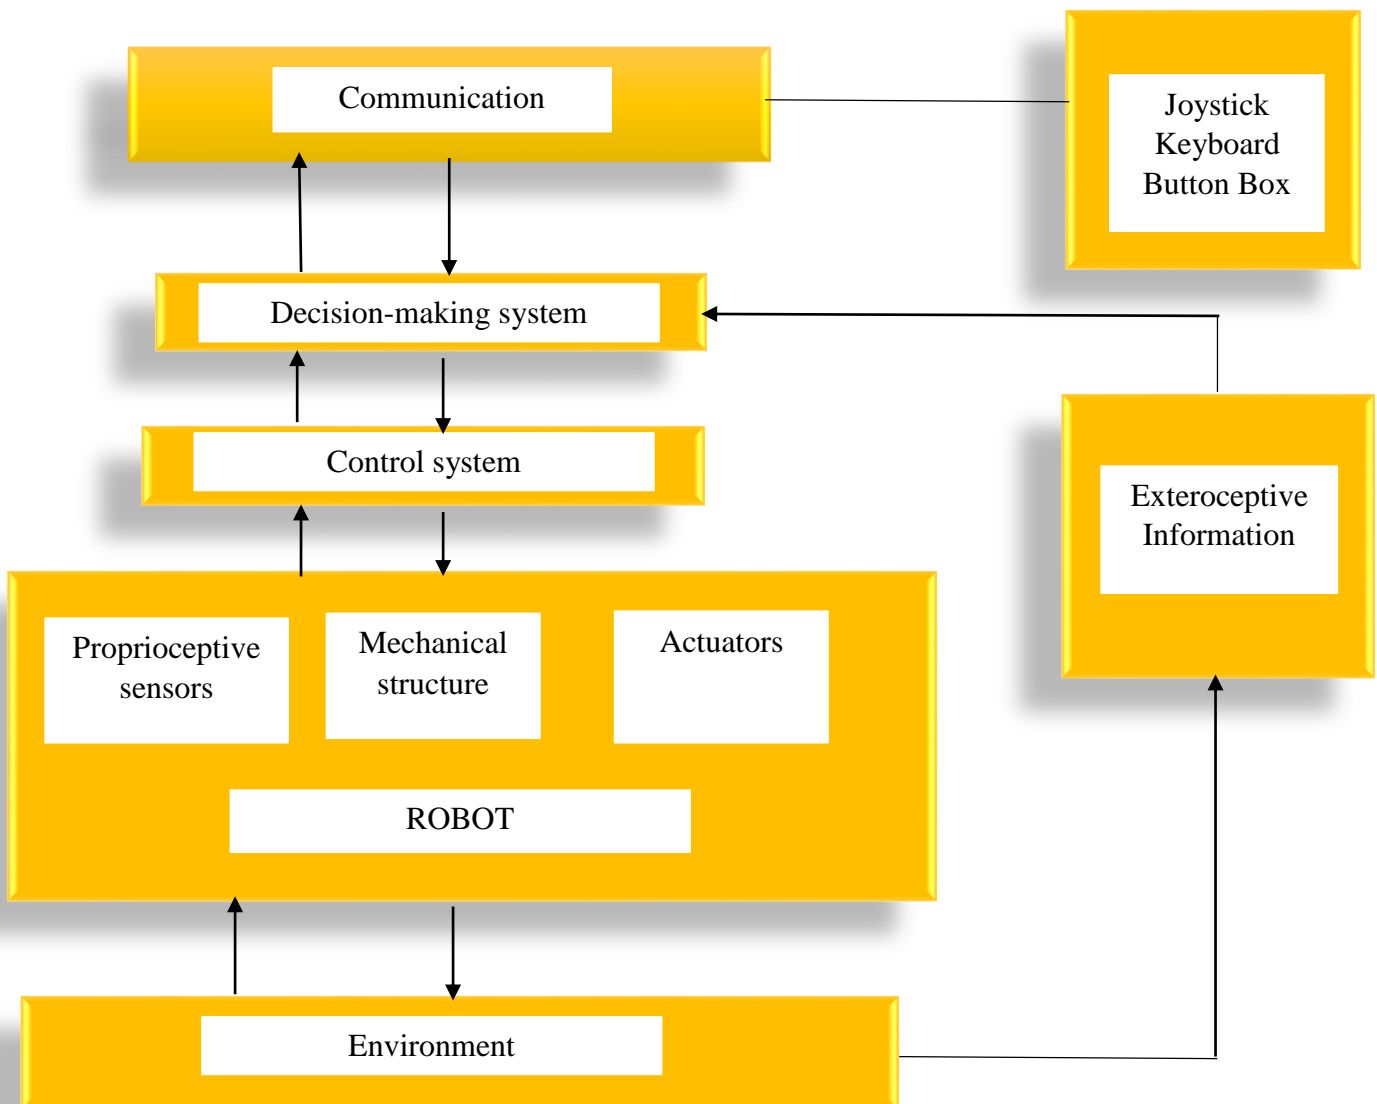 Communication
Joystick
Keyboard
Button Box
Decision-making system
Control system
Exteroceptive
Information
Proprioceptive
sensors
Mechanical
structure
Actuators
ROBOT
Environment